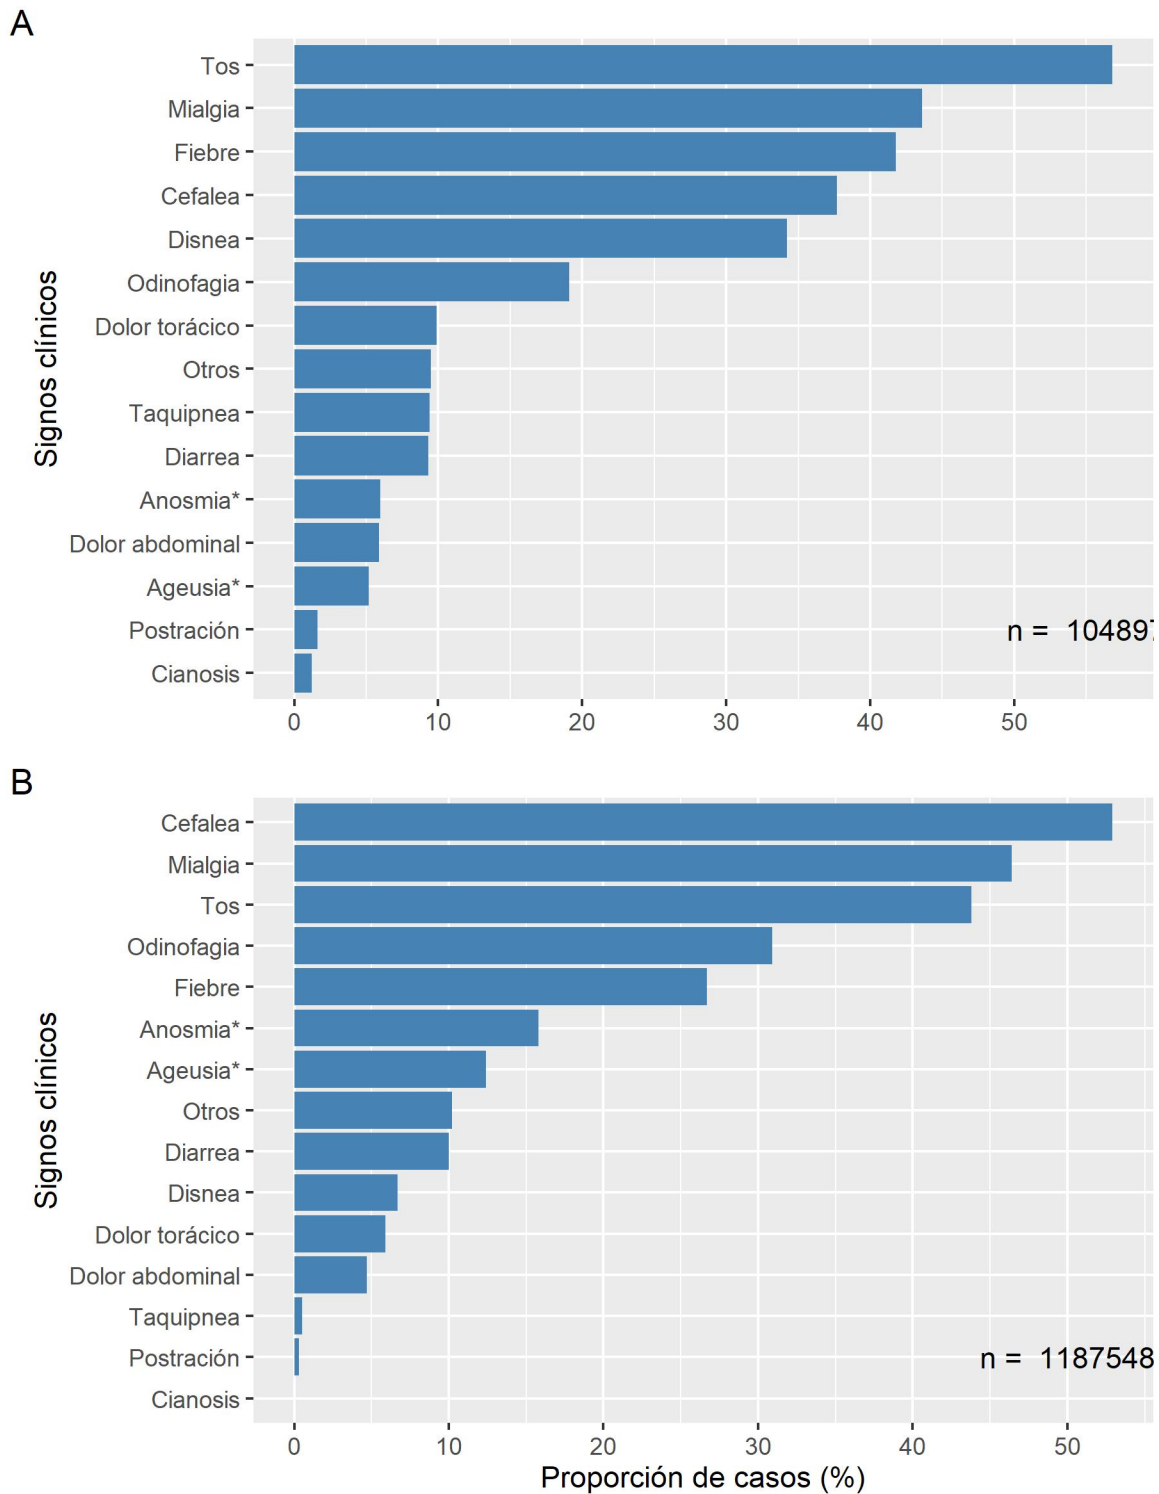 A
Signos clínicos
Tos
Mialgia
Fiebre
Cefalea
Disnea
Odinofagia
Dolor torácico
Otros
Taquipnea
Diarrea
Anosmia*
Dolor abdominal
Ageusia*
Postración
Cianosis
n = 104897
0 10 20 30 40 50
B
Signos clínicos
Cefalea
Mialgia
Tos
Odinofagia
Fiebre
Anosmia*
Ageusia*
Otros
Diarrea
Disnea
Dolor torácico
Dolor abdominal
Taquipnea
Postración
Cianosis
n = 1187548
0 10 20 30 40 50
Proporción de casos (%)